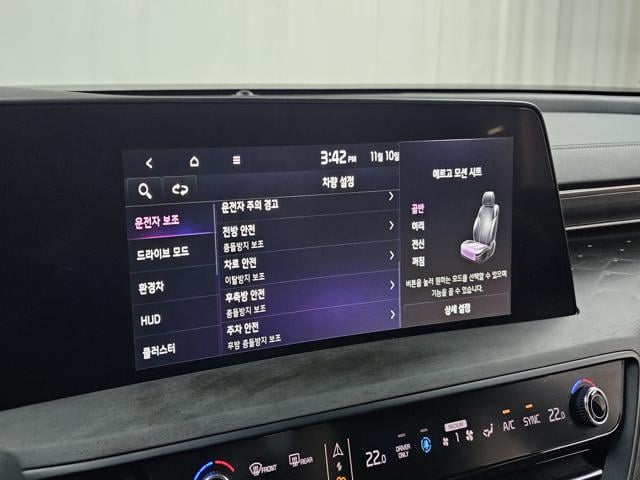 3:42 PM
11월 10일
차량 설정
운전자 보조
드라이브 모드
환경차
HUD
클러스터
운전자 주의 경고
전방 안전
충돌방지 보조
차로 안전
이탈방지 보조
후측방 안전
충돌방지 보조
주차 안전
후방 충돌방지 보조
에르고 모션 시트
골반
허리
전신
꺼짐
버튼을 눌러 원하는 모드를 선택할 수 있으며
기능을 끌 수 있습니다.
상세 설정
FRONT
REAR
22.0
DRIVER
ONLY
MEDIUM
1
A/C
SYNC
22.0